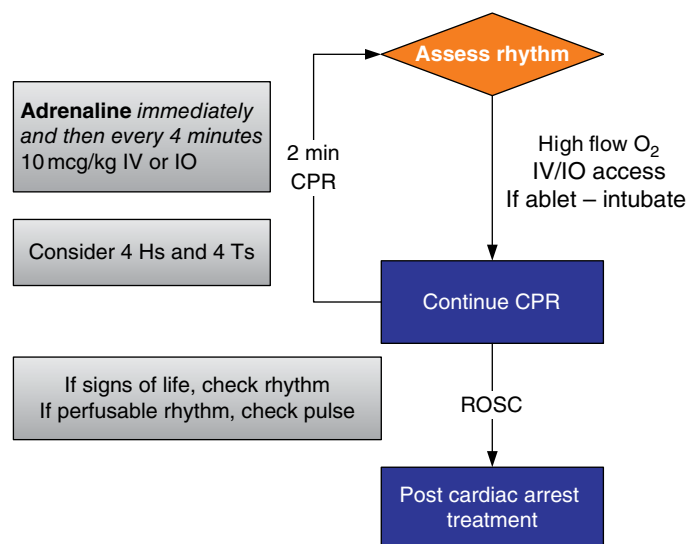 Assess rhythm
Adrenaline immediately
and then every 4 minutes
10 mcg/kg IV or IO
2 min
CPR
High flow O₂
IV/IO access
If ablet – intubate
Consider 4 Hs and 4 Ts
Continue CPR
If signs of life, check rhythm
If perfusable rhythm, check pulse
ROSC
Post cardiac arrest
treatment